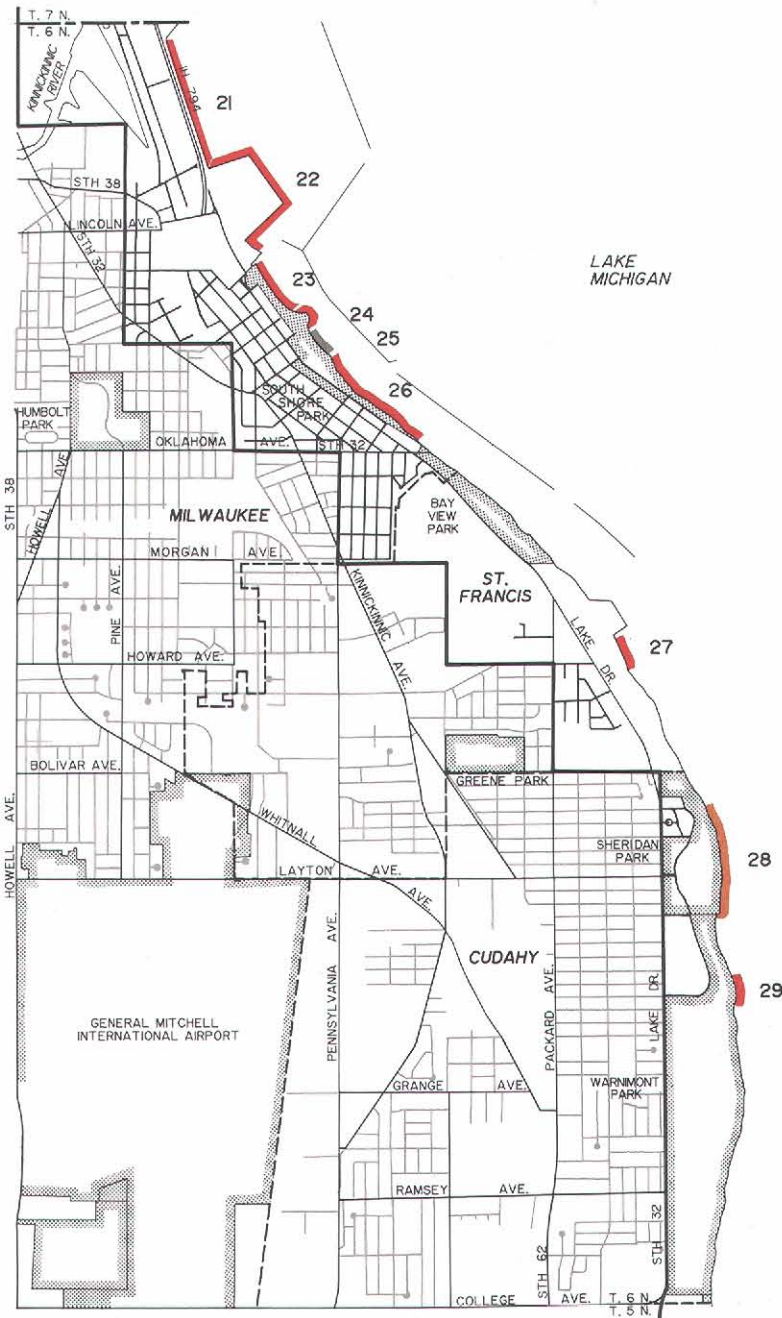 T. 7 N.
T. 6 N.
KINNICKINNIC
RIVER
IH 794
21
22
STH 38
LINCOLN AVE.
STH 32
LAKE
MICHIGAN
23
24
25
26
SOUTH
SHORE
PARK
HUMBOLT
PARK
OKLAHOMA AVE.
STH 32
STH 38
HOWELL AVE.
MILWAUKEE
BAY
VIEW
PARK
MORGAN AVE.
PINE AVE.
KINNICKINNIC AVE.
ST.
FRANCIS
LAKE DR.
27
HOWARD AVE.
BOLIVAR AVE.
GREENE PARK
HOWELL AVE.
WHITNALL AVE.
SHERIDAN
PARK
28
LAYTON AVE.
PENNSYLVANIA AVE.
CUDAHY
PACKARD AVE.
LAKE DR.
29
GENERAL MITCHELL
INTERNATIONAL AIRPORT
GRANGE AVE.
WARNIMONT
PARK
RAMSEY AVE.
STH 62
STH 32
COLLEGE AVE.
T. 6 N.
T. 5 N.